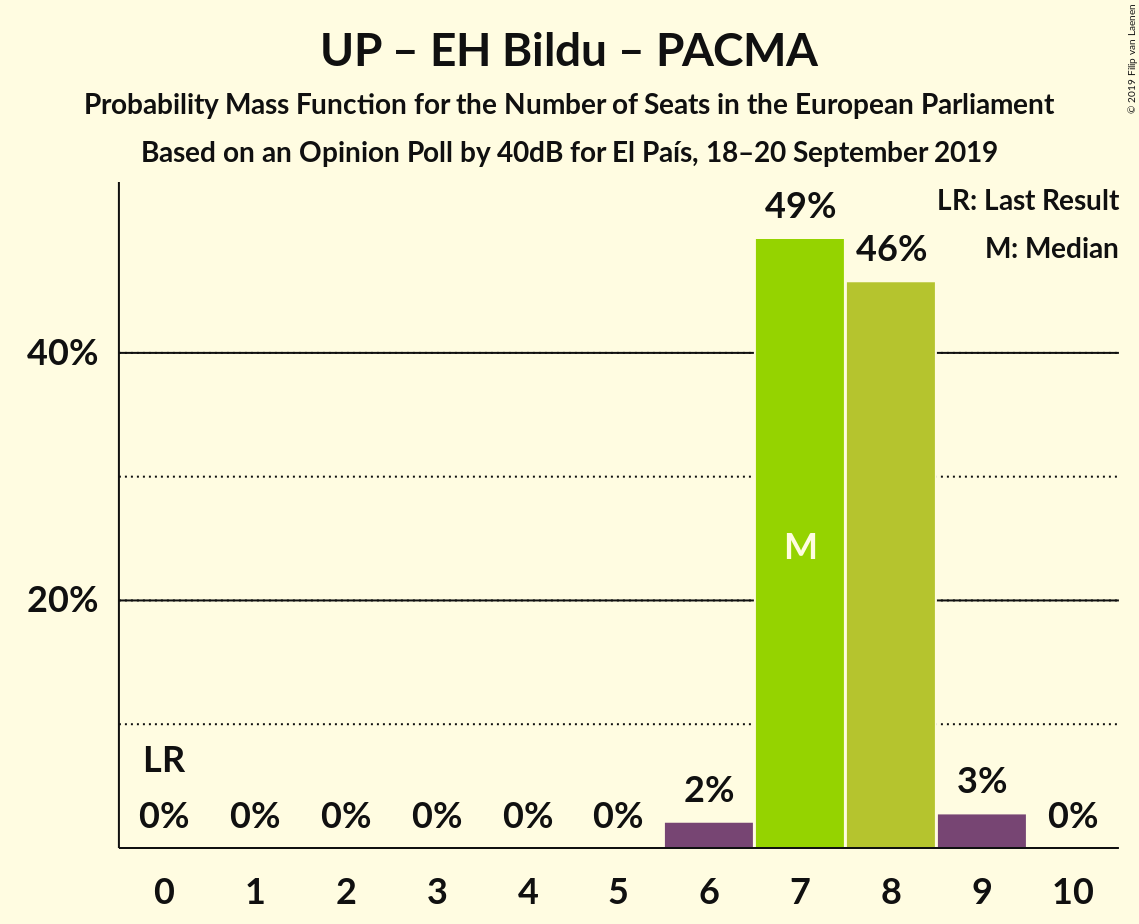 UP – EH Bildu – PACMA
Probability Mass Function for the Number of Seats in the European Parliament
Based on an Opinion Poll by 40dB for El País, 18–20 September 2019
© 2019 Filip van Laenen
LR: Last Result
M: Median
49%
46%
40%
M
20%
LR
0%
0%
0%
0%
0%
0%
2%
3%
0%
0 1 2 3 4 5 6 7 8 9 10